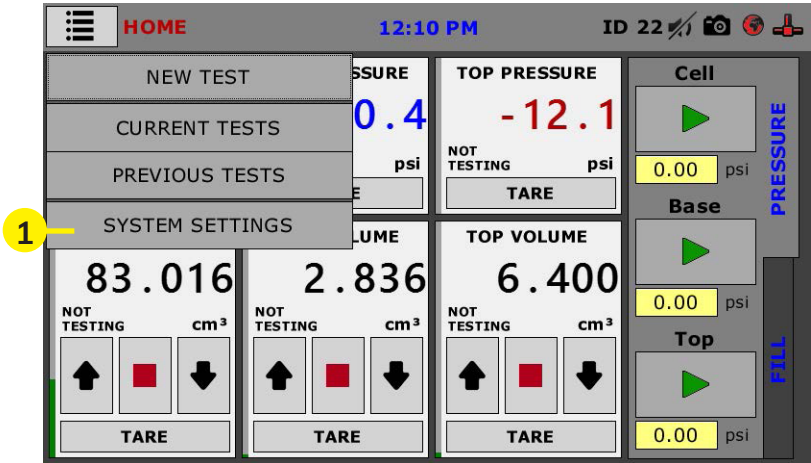 HOME 12:10 PM ID 22
NEW TEST
CURRENT TESTS
PREVIOUS TESTS
1 SYSTEM SETTINGS
SSURE
0.4
psi
E
TOP PRESSURE
-12.1
NOT
TESTING psi
TARE
83.016
NOT
TESTING cm³
TARE
LUME
2.836
NOT
TESTING cm³
TARE
TOP VOLUME
6.400
NOT
TESTING cm³
TARE
Cell
0.00 psi
Base
0.00 psi
Top
0.00 psi
PRESSURE
FILL